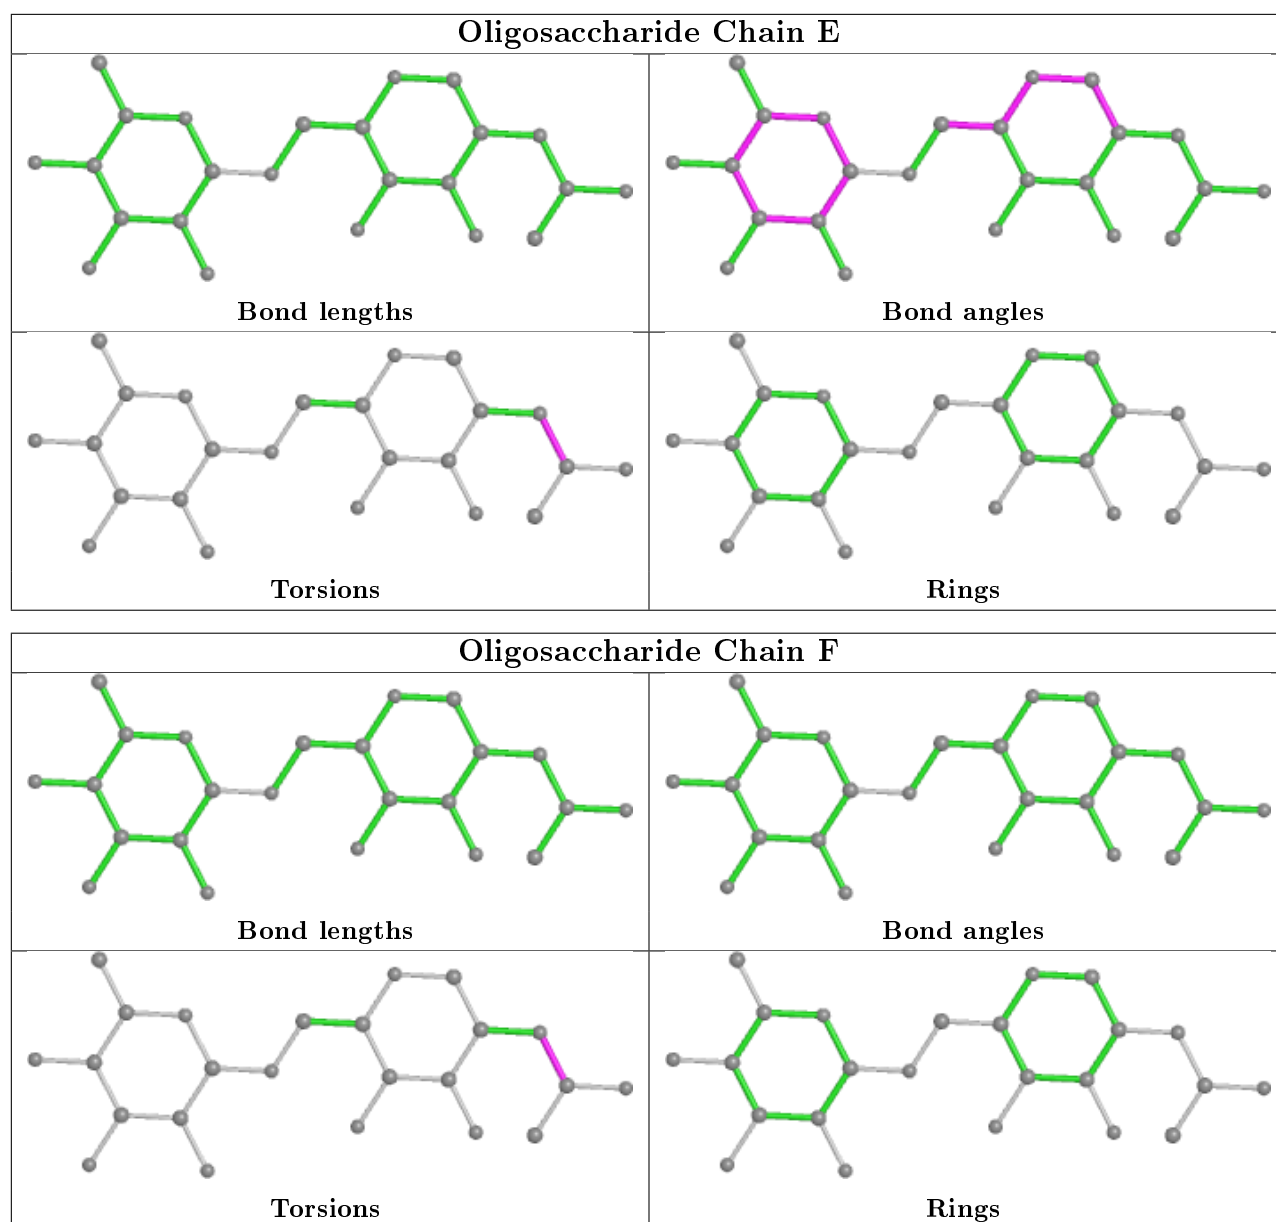 Oligosaccharide Chain E
Bond lengths
Bond angles
Torsions
Rings
Oligosaccharide Chain F
Bond lengths
Bond angles
Torsions
Rings